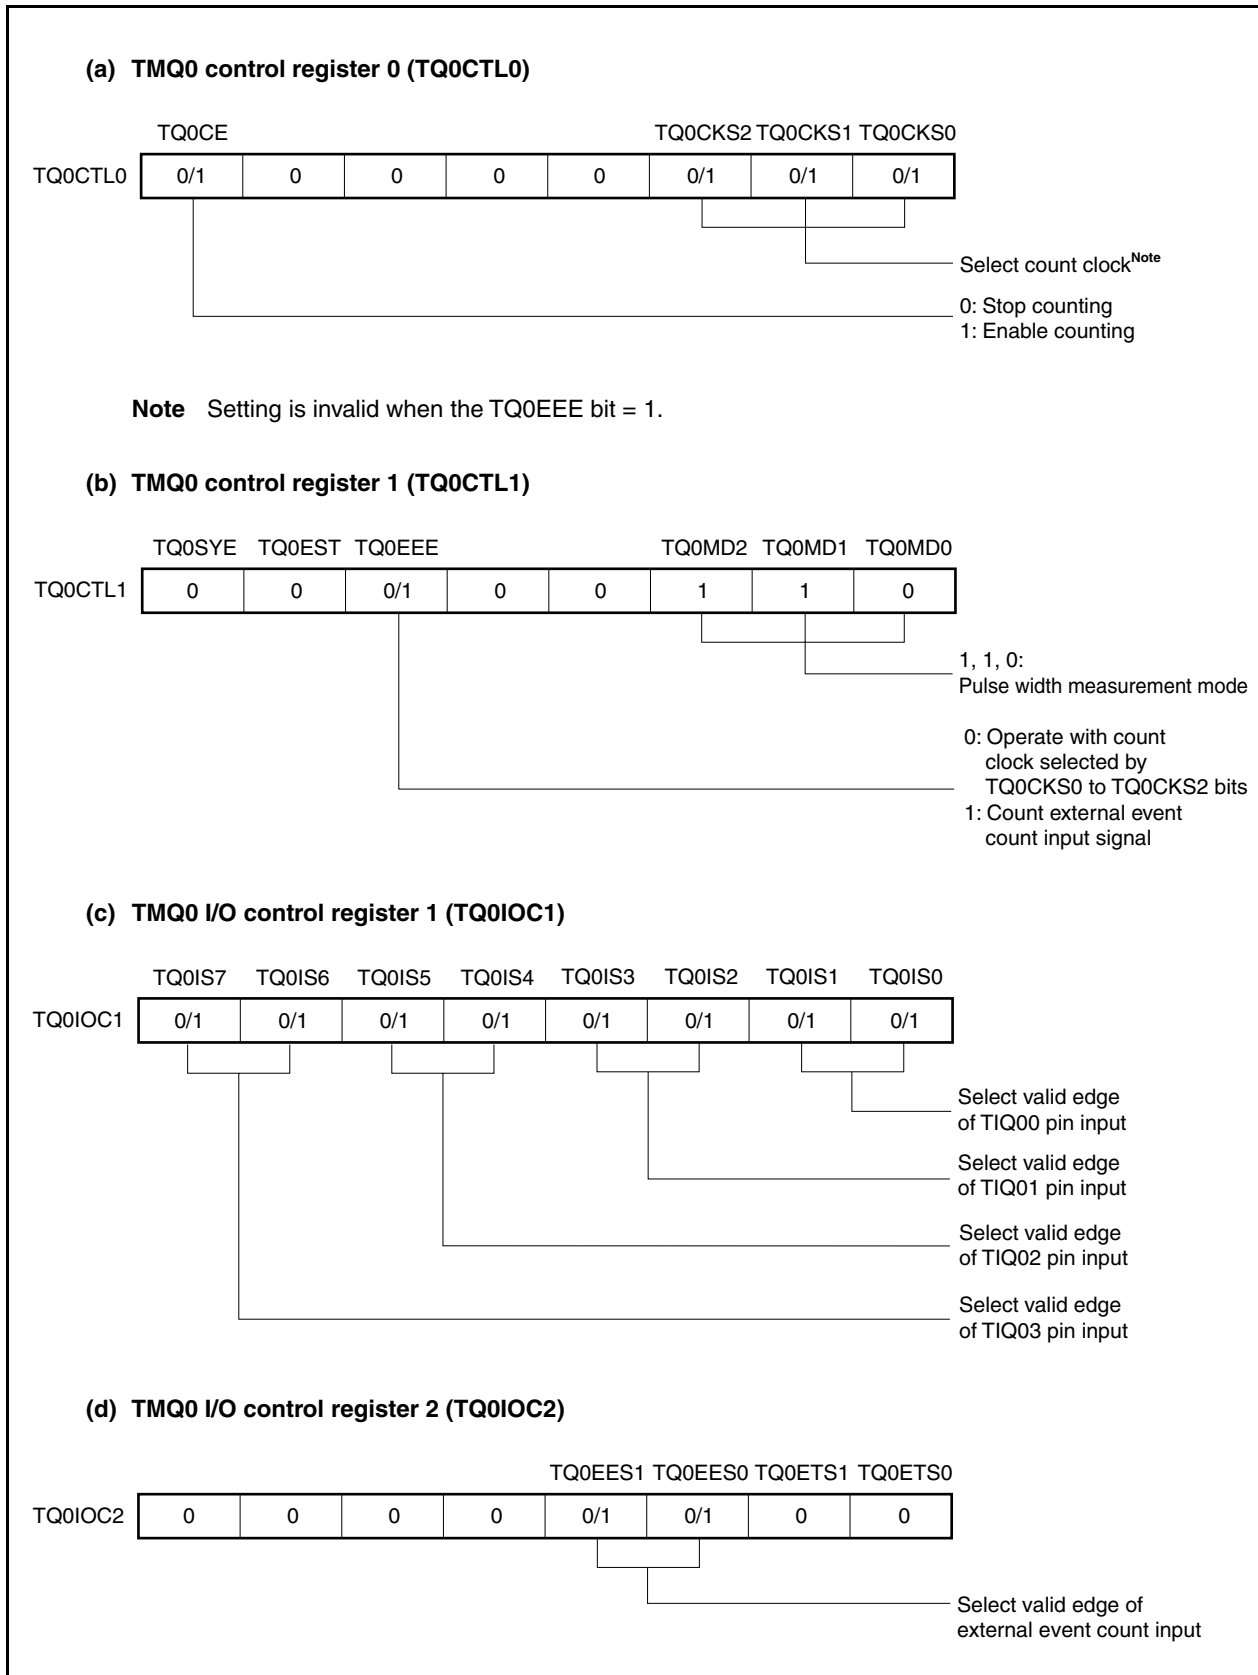 (a) TMQ0 control register 0 (TQ0CTL0)
TQ0CE TQ0CKS2 TQ0CKS1 TQ0CKS0
TQ0CTL0 0/1 0 0 0 0 0/1 0/1 0/1
Select count clockNote
0: Stop counting
1: Enable counting
Note Setting is invalid when the TQ0EEE bit = 1.
(b) TMQ0 control register 1 (TQ0CTL1)
TQ0SYE TQ0EST TQ0EEE TQ0MD2 TQ0MD1 TQ0MD0
TQ0CTL1 0 0 0/1 0 0 1 1 0
1, 1, 0:
Pulse width measurement mode
0: Operate with count
clock selected by
TQ0CKS0 to TQ0CKS2 bits
1: Count external event
count input signal
(c) TMQ0 I/O control register 1 (TQ0IOC1)
TQ0IS7 TQ0IS6 TQ0IS5 TQ0IS4 TQ0IS3 TQ0IS2 TQ0IS1 TQ0IS0
TQ0IOC1 0/1 0/1 0/1 0/1 0/1 0/1 0/1 0/1
Select valid edge
of TIQ00 pin input
Select valid edge
of TIQ01 pin input
Select valid edge
of TIQ02 pin input
Select valid edge
of TIQ03 pin input
(d) TMQ0 I/O control register 2 (TQ0IOC2)
TQ0EES1 TQ0EES0 TQ0ETS1 TQ0ETS0
TQ0IOC2 0 0 0 0 0/1 0/1 0 0
Select valid edge of
external event count input